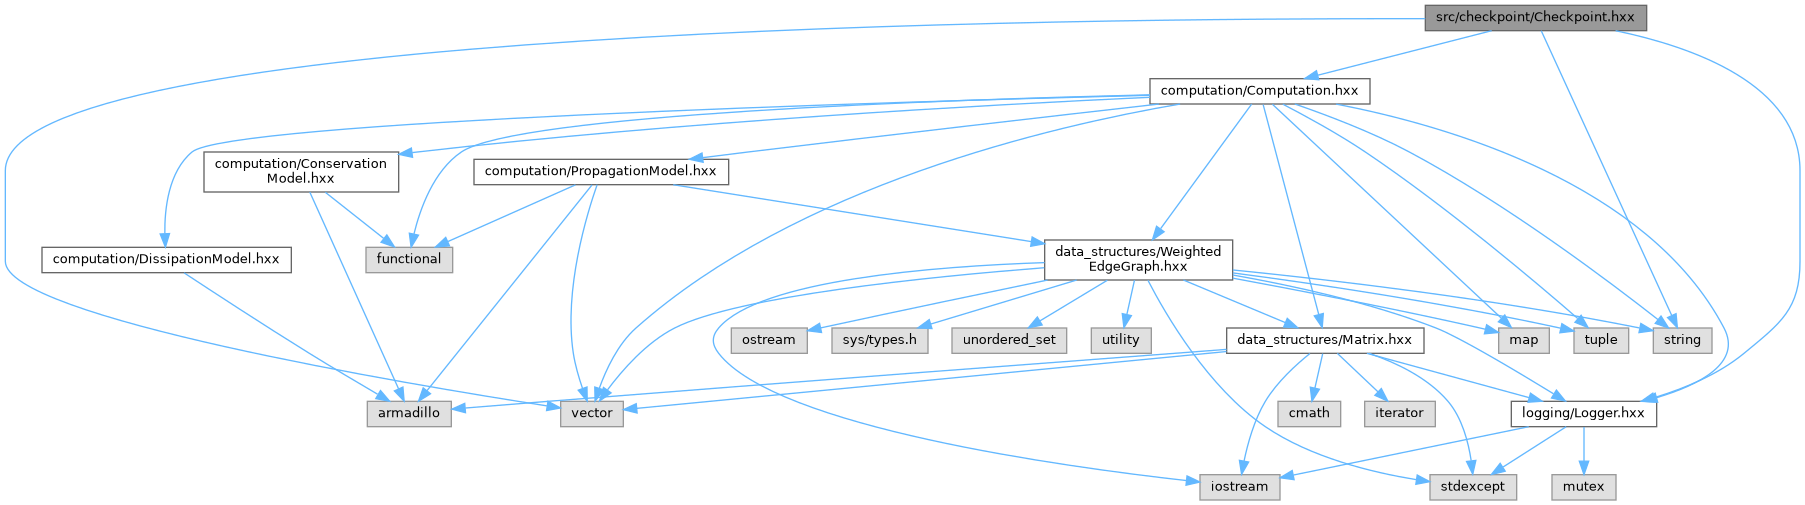 src/checkpoint/Checkpoint.hxx
computation/Computation.hxx
computation/Conservation
Model.hxx
computation/PropagationModel.hxx
computation/DissipationModel.hxx
functional
data_structures/Weighted
EdgeGraph.hxx
ostream
sys/types.h
unordered_set
utility
data_structures/Matrix.hxx
map
tuple
string
armadillo
vector
cmath
iterator
logging/Logger.hxx
iostream
stdexcept
mutex